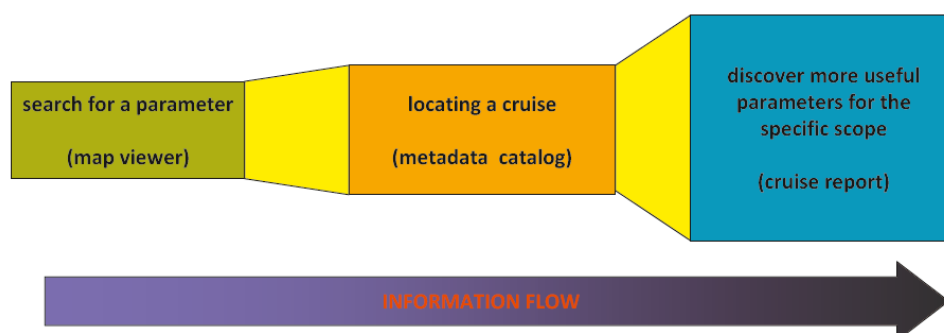 search for a parameter
(map viewer)
locating a cruise
(metadata catalog)
discover more useful
parameters for the
specific scope
(cruise report)
INFORMATION FLOW